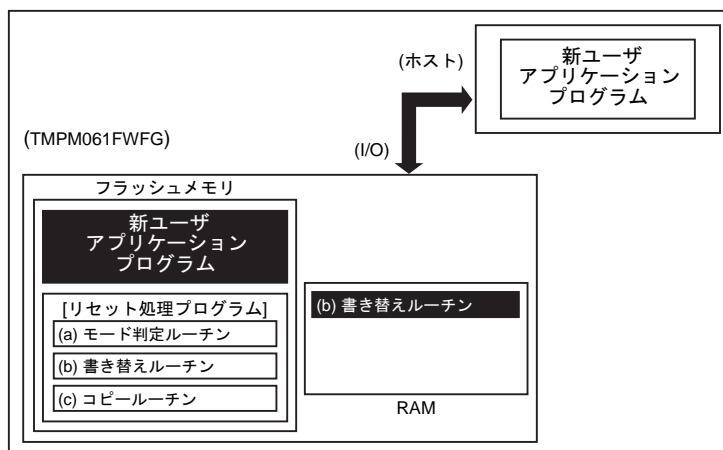 (ホスト)
新ユーザ
アプリケーション
プログラム
(TMPM061FWFG)
(I/O)
フラッシュメモリ
新ユーザ
アプリケーション
プログラム
[リセット処理プログラム]
(a) モード判定ルーチン
(b) 書き替えルーチン
(c) コピールーチン
(b) 書き替えルーチン
RAM